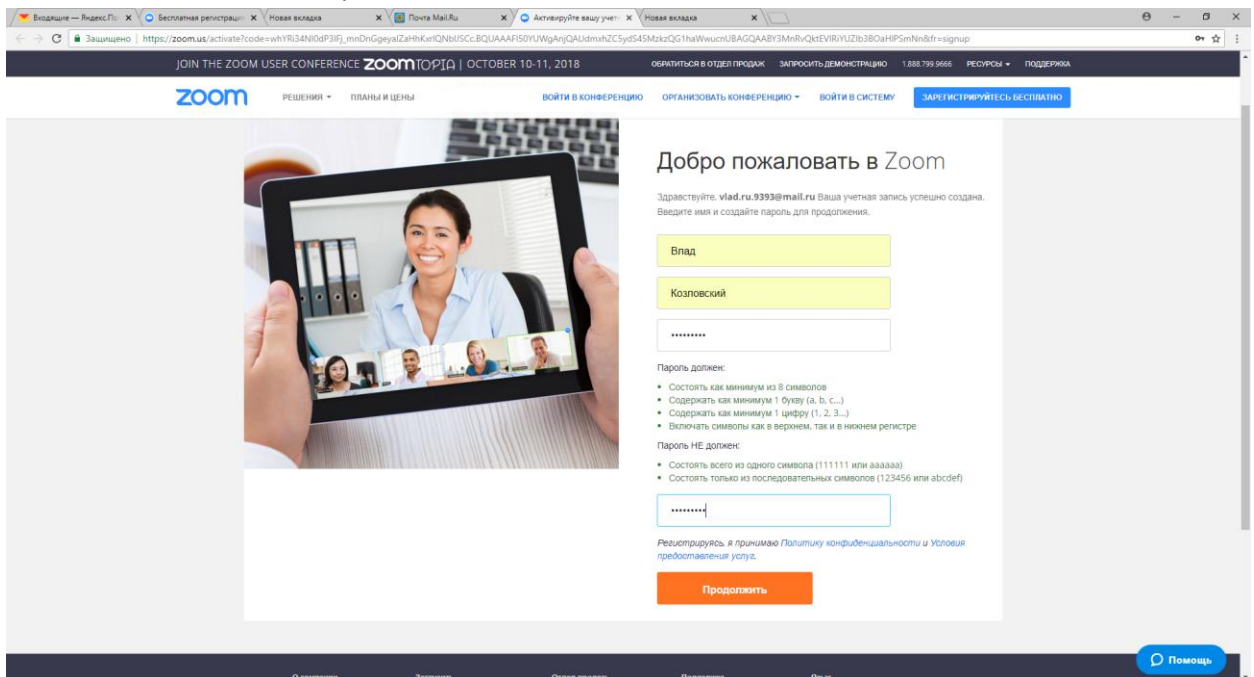 Входящие — Яндекс.По
Бесплатная регистраци
Новая вкладка
Почта Mail.Ru
Активируйте вашу учет
Новая вкладка
Защищено
JOIN THE ZOOM USER CONFERENCE ZOOMTOPIA | OCTOBER 10-11, 2018
ОБРАТИТЬСЯ В ОТДЕЛ ПРОДАЖ ЗАПРОСИТЬ ДЕМОНСТРАЦИЮ 1.888.799.9666 РЕСУРСЫ ПОДДЕРЖКА
zoom
РЕШЕНИЯ ПЛАНЫ И ЦЕНЫ ВОЙТИ В КОНФЕРЕНЦИЮ ОРГАНИЗОВАТЬ КОНФЕРЕНЦИЮ ВОЙТИ В СИСТЕМУ ЗАРЕГИСТРИРУЙТЕСЬ БЕСПЛАТНО
Добро пожаловать в Zoom
Здравствуйте, vlad.ru.9393@mail.ru Ваша учетная запись успешно создана.
Введите имя и создайте пароль для продолжения.
Влад
Козловский
•••••••••
Пароль должен:
• Состоять как минимум из 8 символов
• Содержать как минимум 1 букву (a, b, c...)
• Содержать как минимум 1 цифру (1, 2, 3...)
• Включать символы как в верхнем, так и в нижнем регистре
Пароль НЕ должен:
• Состоять всего из одного символа (111111 или aaaaaa)
• Состоять только из последовательных символов (123456 или abcdef)
•••••••••
Регистрируясь, я принимаю Политику конфиденциальности и Условия
предоставления услуг.
Продолжить
Помощь